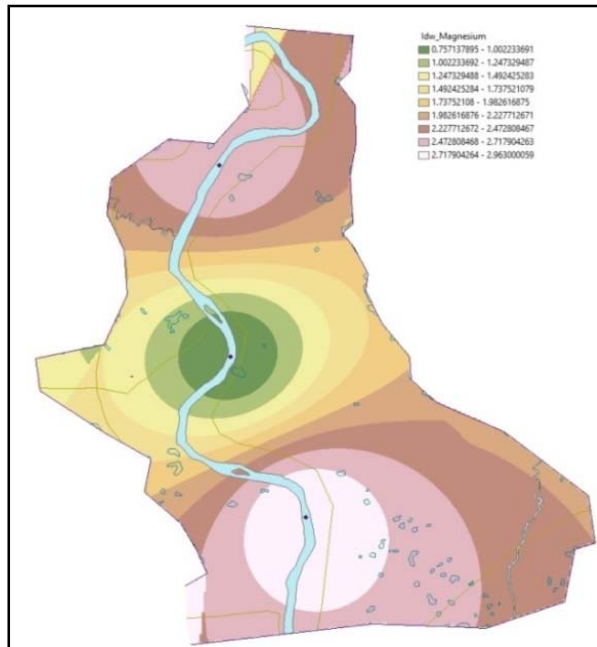 Idw_Magnesium
0.757137895 - 1.002233691
1.002233692 - 1.247329487
1.247329488 - 1.492425283
1.492425284 - 1.737521079
1.73752108 - 1.982616875
1.982616876 - 2.227712671
2.227712672 - 2.472808467
2.472808468 - 2.717904263
2.717904264 - 2.963000059